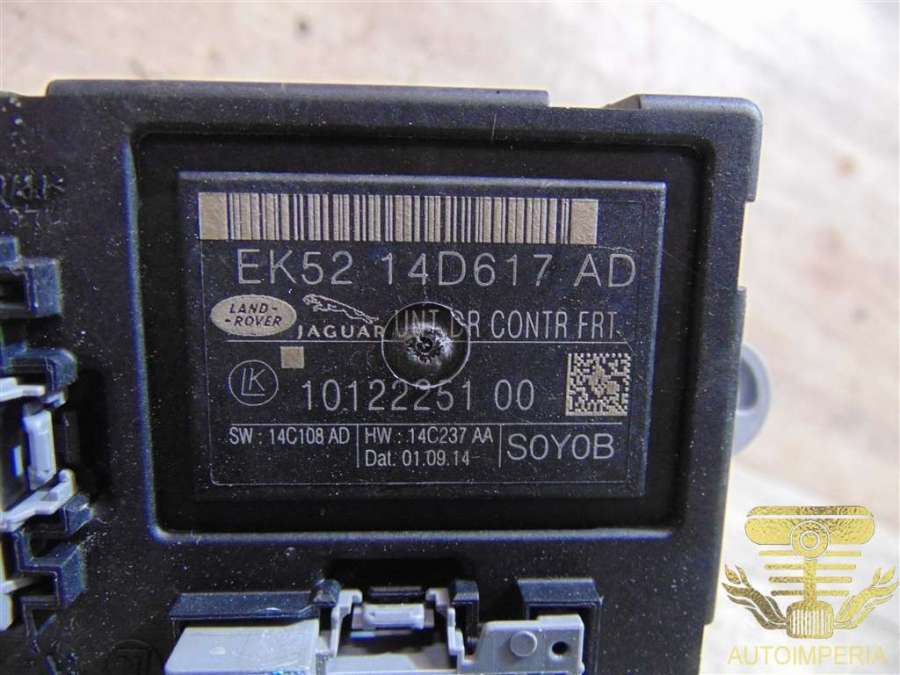 EK52 14D617 AD
LAND-
-ROVER
JAGUAR UNT DR CONTR FRT
LK
10122251 00
SW : 14C108 AD
HW : 14C237 AA
Dat. 01.09.14
S0Y0B
AUTOIMPERIA